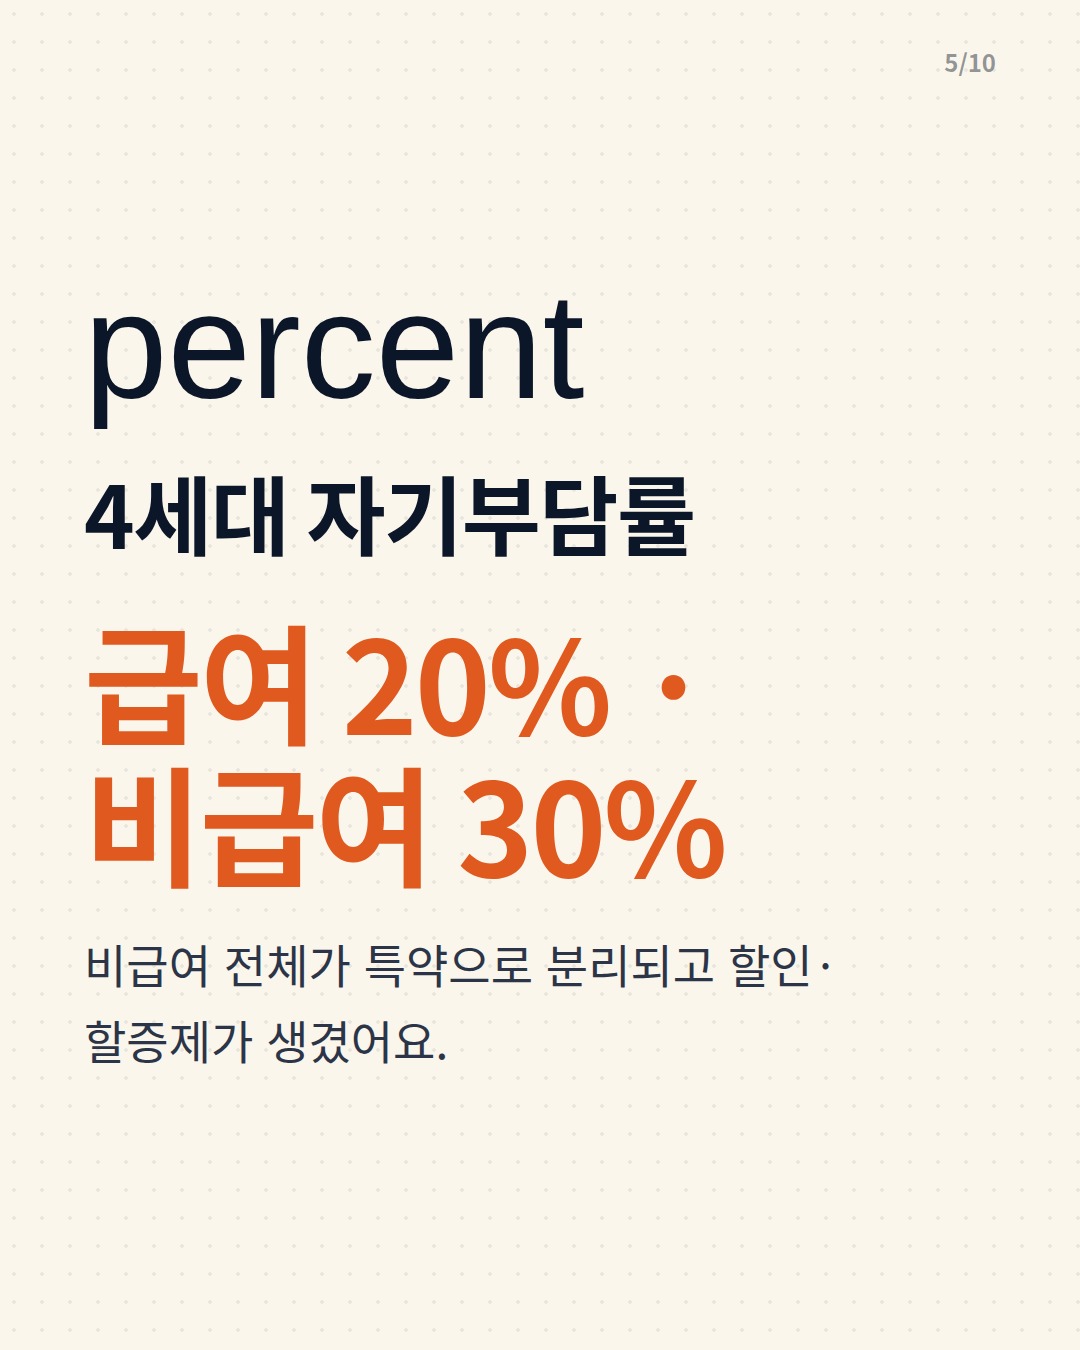 5/10
percent
4세대 자기부담률
급여 20% ·
비급여 30%
비급여 전체가 특약으로 분리되고 할인·
할증제가 생겼어요.